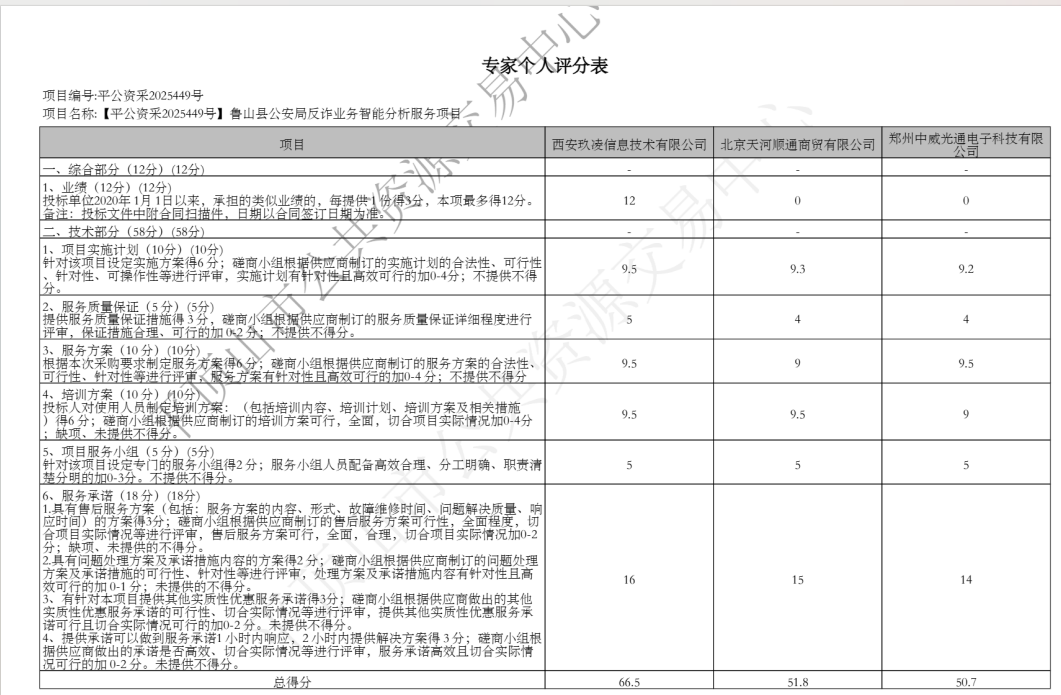 专家个人评分表
项目编号:平公资采2025449号
项目名称:【平公资采2025449号】鲁山县公安局反诈业务智能分析服务项目
项目 西安玖凌信息技术有限公司 北京天河顺通商贸有限公司 郑州中威光通电子科技有限
公司
一、综合部分（12分）(12分) - - -
1、业绩（12分）(12分)
投标单位2020年 1月 1日以来，承担的类似业绩的，每提供1 份得3分，本项最多得12分。
备注：投标文件中附合同扫描件，日期以合同签订日期为准。
12 0 0
二、技术部分（58分）(58分) - - -
1、项目实施计划（10分）(10分)
针对该项目设定实施方案得6 分；磋商小组根据供应商制订的实施计划的合法性、可行性
、针对性、可操作性等进行评审，实施计划有针对性且高效可行的加0-4分；不提供不得
分。
9.5 9.3 9.2
2、服务质量保证（5 分）(5分)
提供服务质量保证措施得 3 分，磋商小组根据供应商制订的服务质量保证详细程度进行
评审，保证措施合理、可行的加 0-2 分；不提供不得分。
5 4 4
3、服务方案（10 分）(10分)
根据本次采购要求制定服务方案得6分；磋商小组根据供应商制订的服务方案的合法性、
可行性、针对性等进行评审，服务方案有针对性且高效可行的加0-4 分；不提供不得分
9.5 9 9.5
4、培训方案（10 分）(10分)
投标人对使用人员制定培训方案：（包括培训内容、培训计划、培训方案及相关措施
）得6 分；磋商小组根据供应商制订的培训方案可行，全面，切合项目实际情况加0-4分
；缺项、未提供不得分。
9.5 9.5 9
5、项目服务小组（5 分）(5分)
针对该项目设定专门的服务小组得2 分；服务小组人员配备高效合理、分工明确、职责清
楚分明的加0-3分。不提供不得分。
5 5 5
6、服务承诺（18 分）(18分)
1.具有售后服务方案（包括：服务方案的内容、形式、故障维修时间、问题解决质量、响
应时间）的方案得3分；磋商小组根据供应商制订的售后服务方案可行性，全面程度，切
合项目实际情况等进行评审，售后服务方案可行，全面，合理，切合项目实际情况加0-2
分；缺项、未提供的不得分。
2.具有问题处理方案及承诺措施内容的方案得2 分；磋商小组根据供应商制订的问题处理
方案及承诺措施的可行性、针对性等进行评审，处理方案及承诺措施内容有针对性且高
效可行的加 0-1 分；未提供的不得分。
3、有针对本项目提供其他实质性优惠服务承诺得3分；磋商小组根据供应商做出的其他
实质性优惠服务承诺的可行性、切合实际情况等进行评审，提供其他实质性优惠服务承
诺可行且切合实际情况可行的加0-2 分。未提供不得分。
4、提供承诺可以做到服务承诺1 小时内响应，2 小时内提供解决方案得 3 分；磋商小组根
据供应商做出的承诺是否高效、切合实际情况等进行评审，服务承诺高效且切合实际情
况可行的加 0-2 分。未提供不得分。
16 15 14
总得分 66.5 51.8 50.7
平顶山市公共资源交易中心
顶山市公共资源交易中心